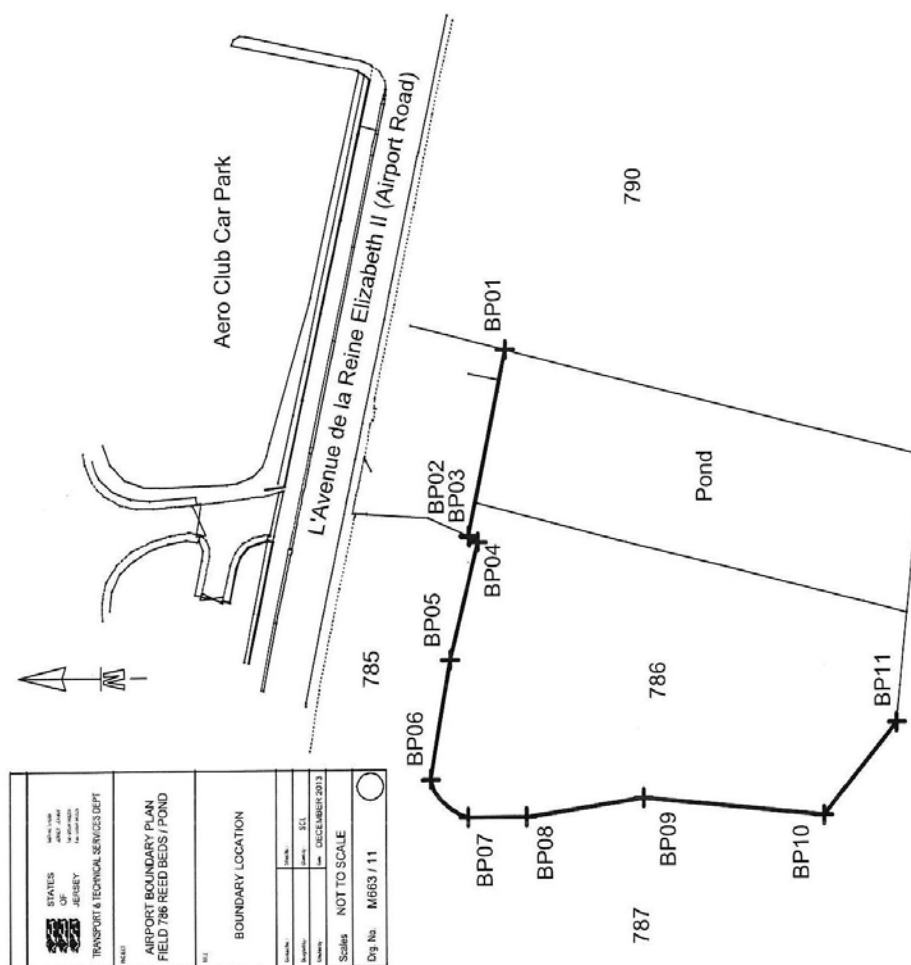 Aero Club Car Park
L'Avenue de la Reine Elizabeth II (Airport Road)
790
BP01
BP02
BP03
BP04
BP05
BP06
BP07
BP08
BP09
BP10
BP11
785
786
787
Pond
N
STATES
OF
JERSEY
TRANSPORT & TECHNICAL SERVICES DEPT
AIRPORT BOUNDARY PLAN
FIELD 786 REED BEDS / POND
BOUNDARY LOCATION
SCL
DECEMBER 2013
Scales NOT TO SCALE
Drg. No. M663 / 11